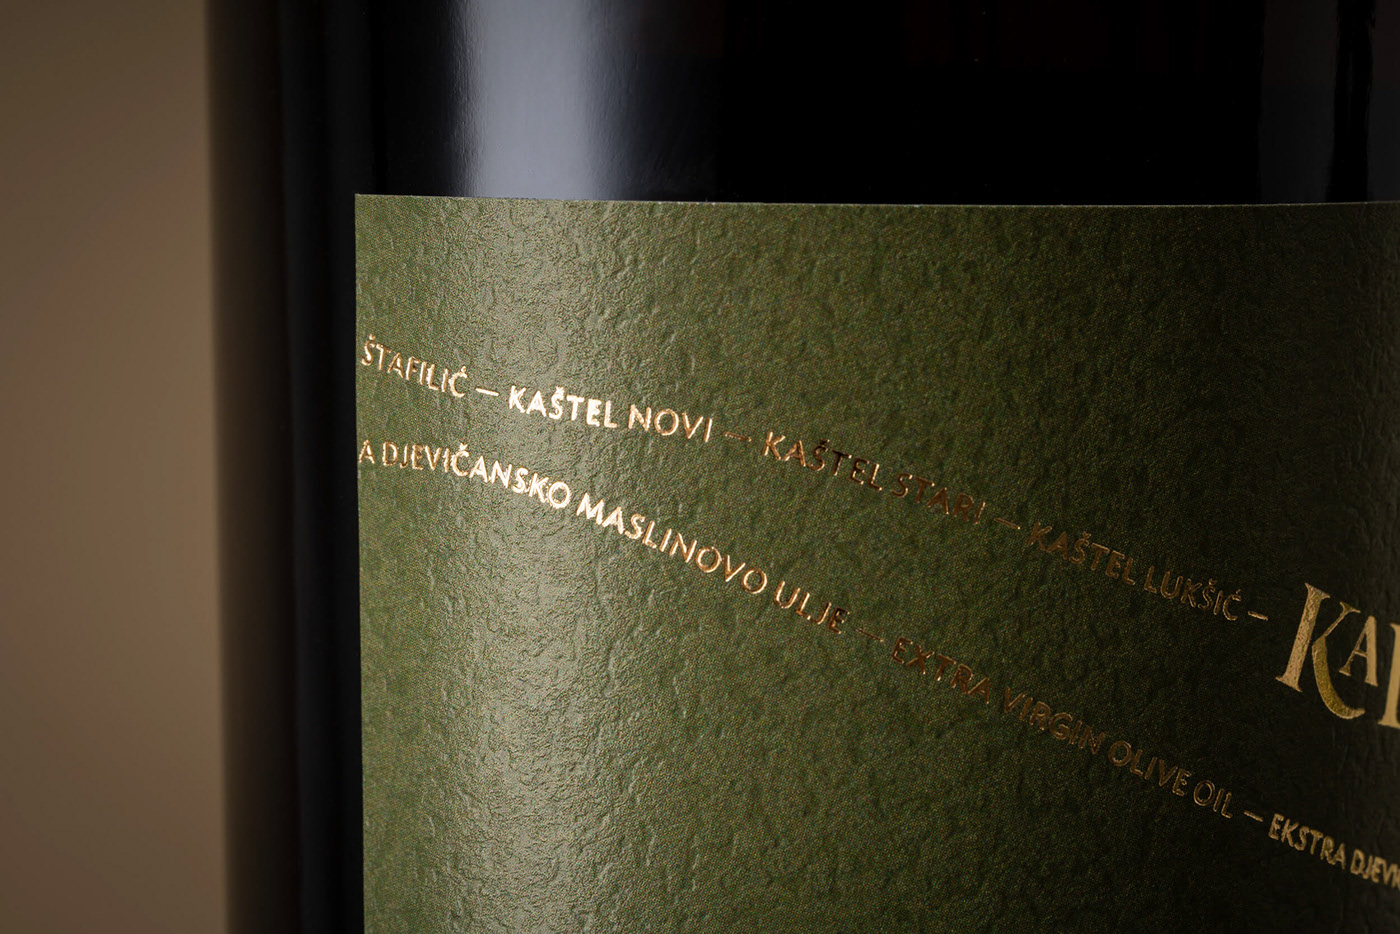 ŠTAFILIĆ — KAŠTEL NOVI — KAŠTEL STARI — KAŠTEL LUKŠIĆ –
A DJEVIČANSKO MASLINOVO ULJE — EXTRA VIRGIN OLIVE OIL — EKSTRA